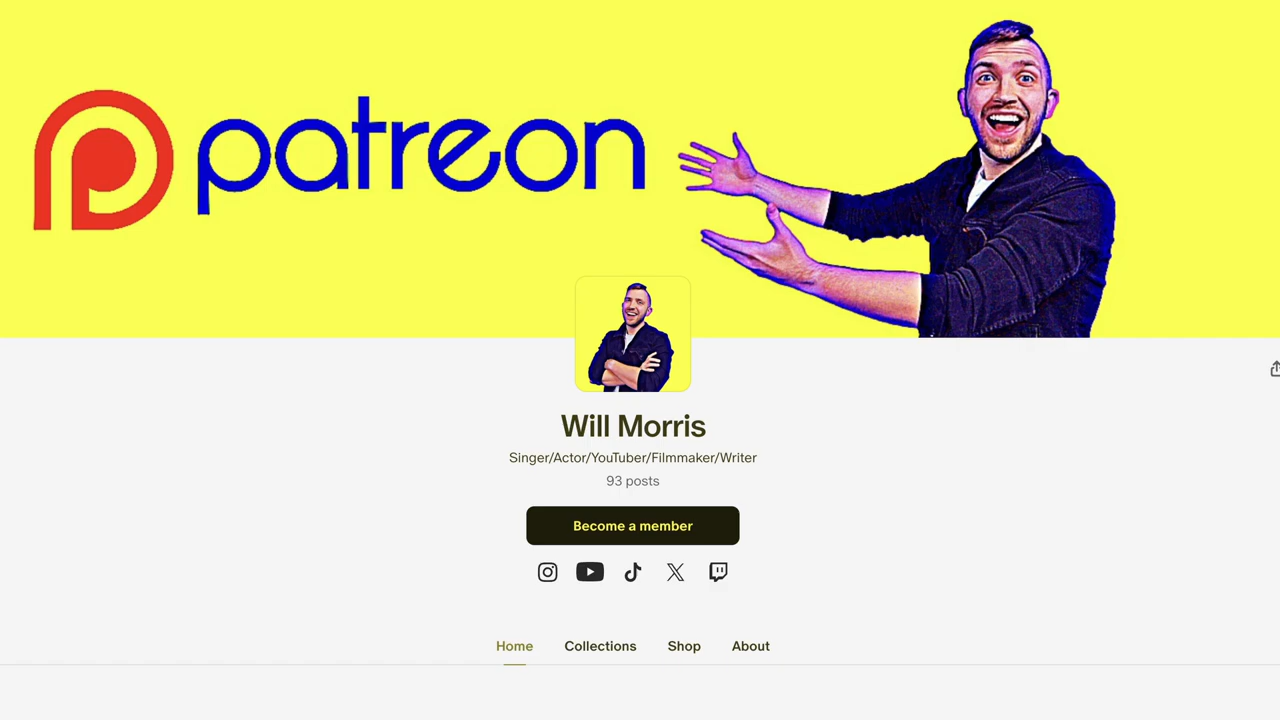 patreon
Will Morris
Singer/Actor/YouTuber/Filmmaker/Writer
93 posts
Become a member
Home Collections Shop About